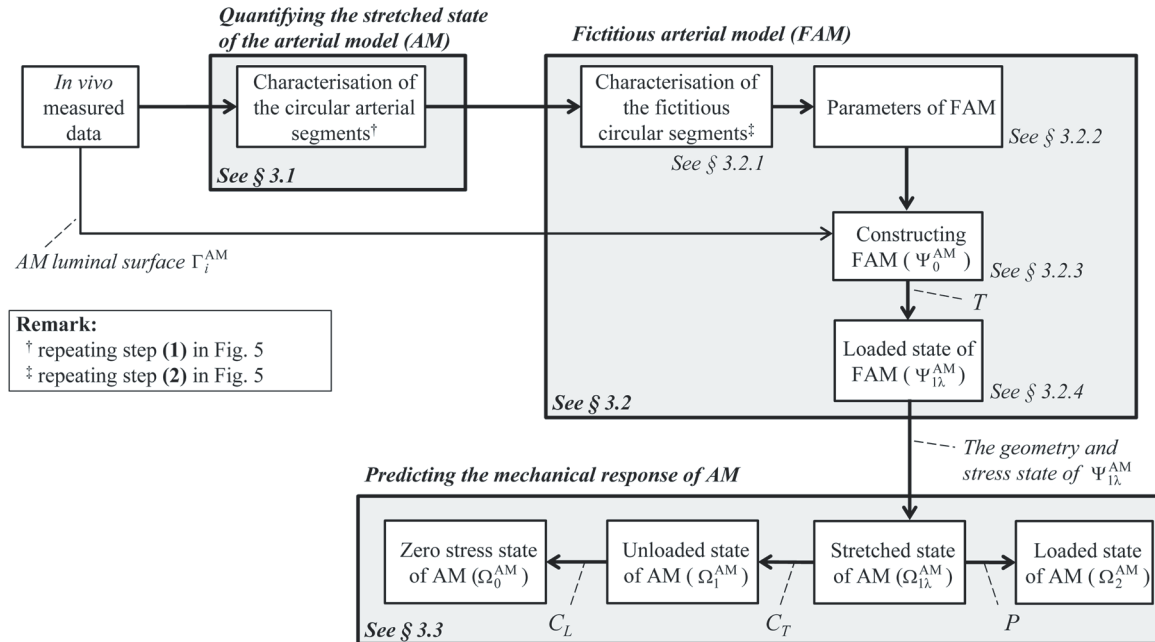 Quantifying the stretched state
of the arterial model (AM)
Fictitious arterial model (FAM)
In vivo
measured
data
Characterisation of
the circular arterial
segments†
See § 3.1
Characterisation of
the fictitious
circular segments‡
See § 3.2.1
Parameters of FAM
See § 3.2.2
AM luminal surface Γ_i^AM
Constructing
FAM ( Ψ_0^AM )
See § 3.2.3
T
Remark:
† repeating step (1) in Fig. 5
‡ repeating step (2) in Fig. 5
Loaded state of
FAM ( Ψ_1λ^AM )
See § 3.2.4
See § 3.2
The geometry and
stress state of Ψ_1λ^AM
Predicting the mechanical response of AM
Zero stress state
of AM (Ω_0^AM )
Unloaded state
of AM ( Ω_1^AM )
Stretched state
of AM (Ω_1λ^AM)
Loaded state
of AM ( Ω_2^AM )
See § 3.3
C_L
C_T
P